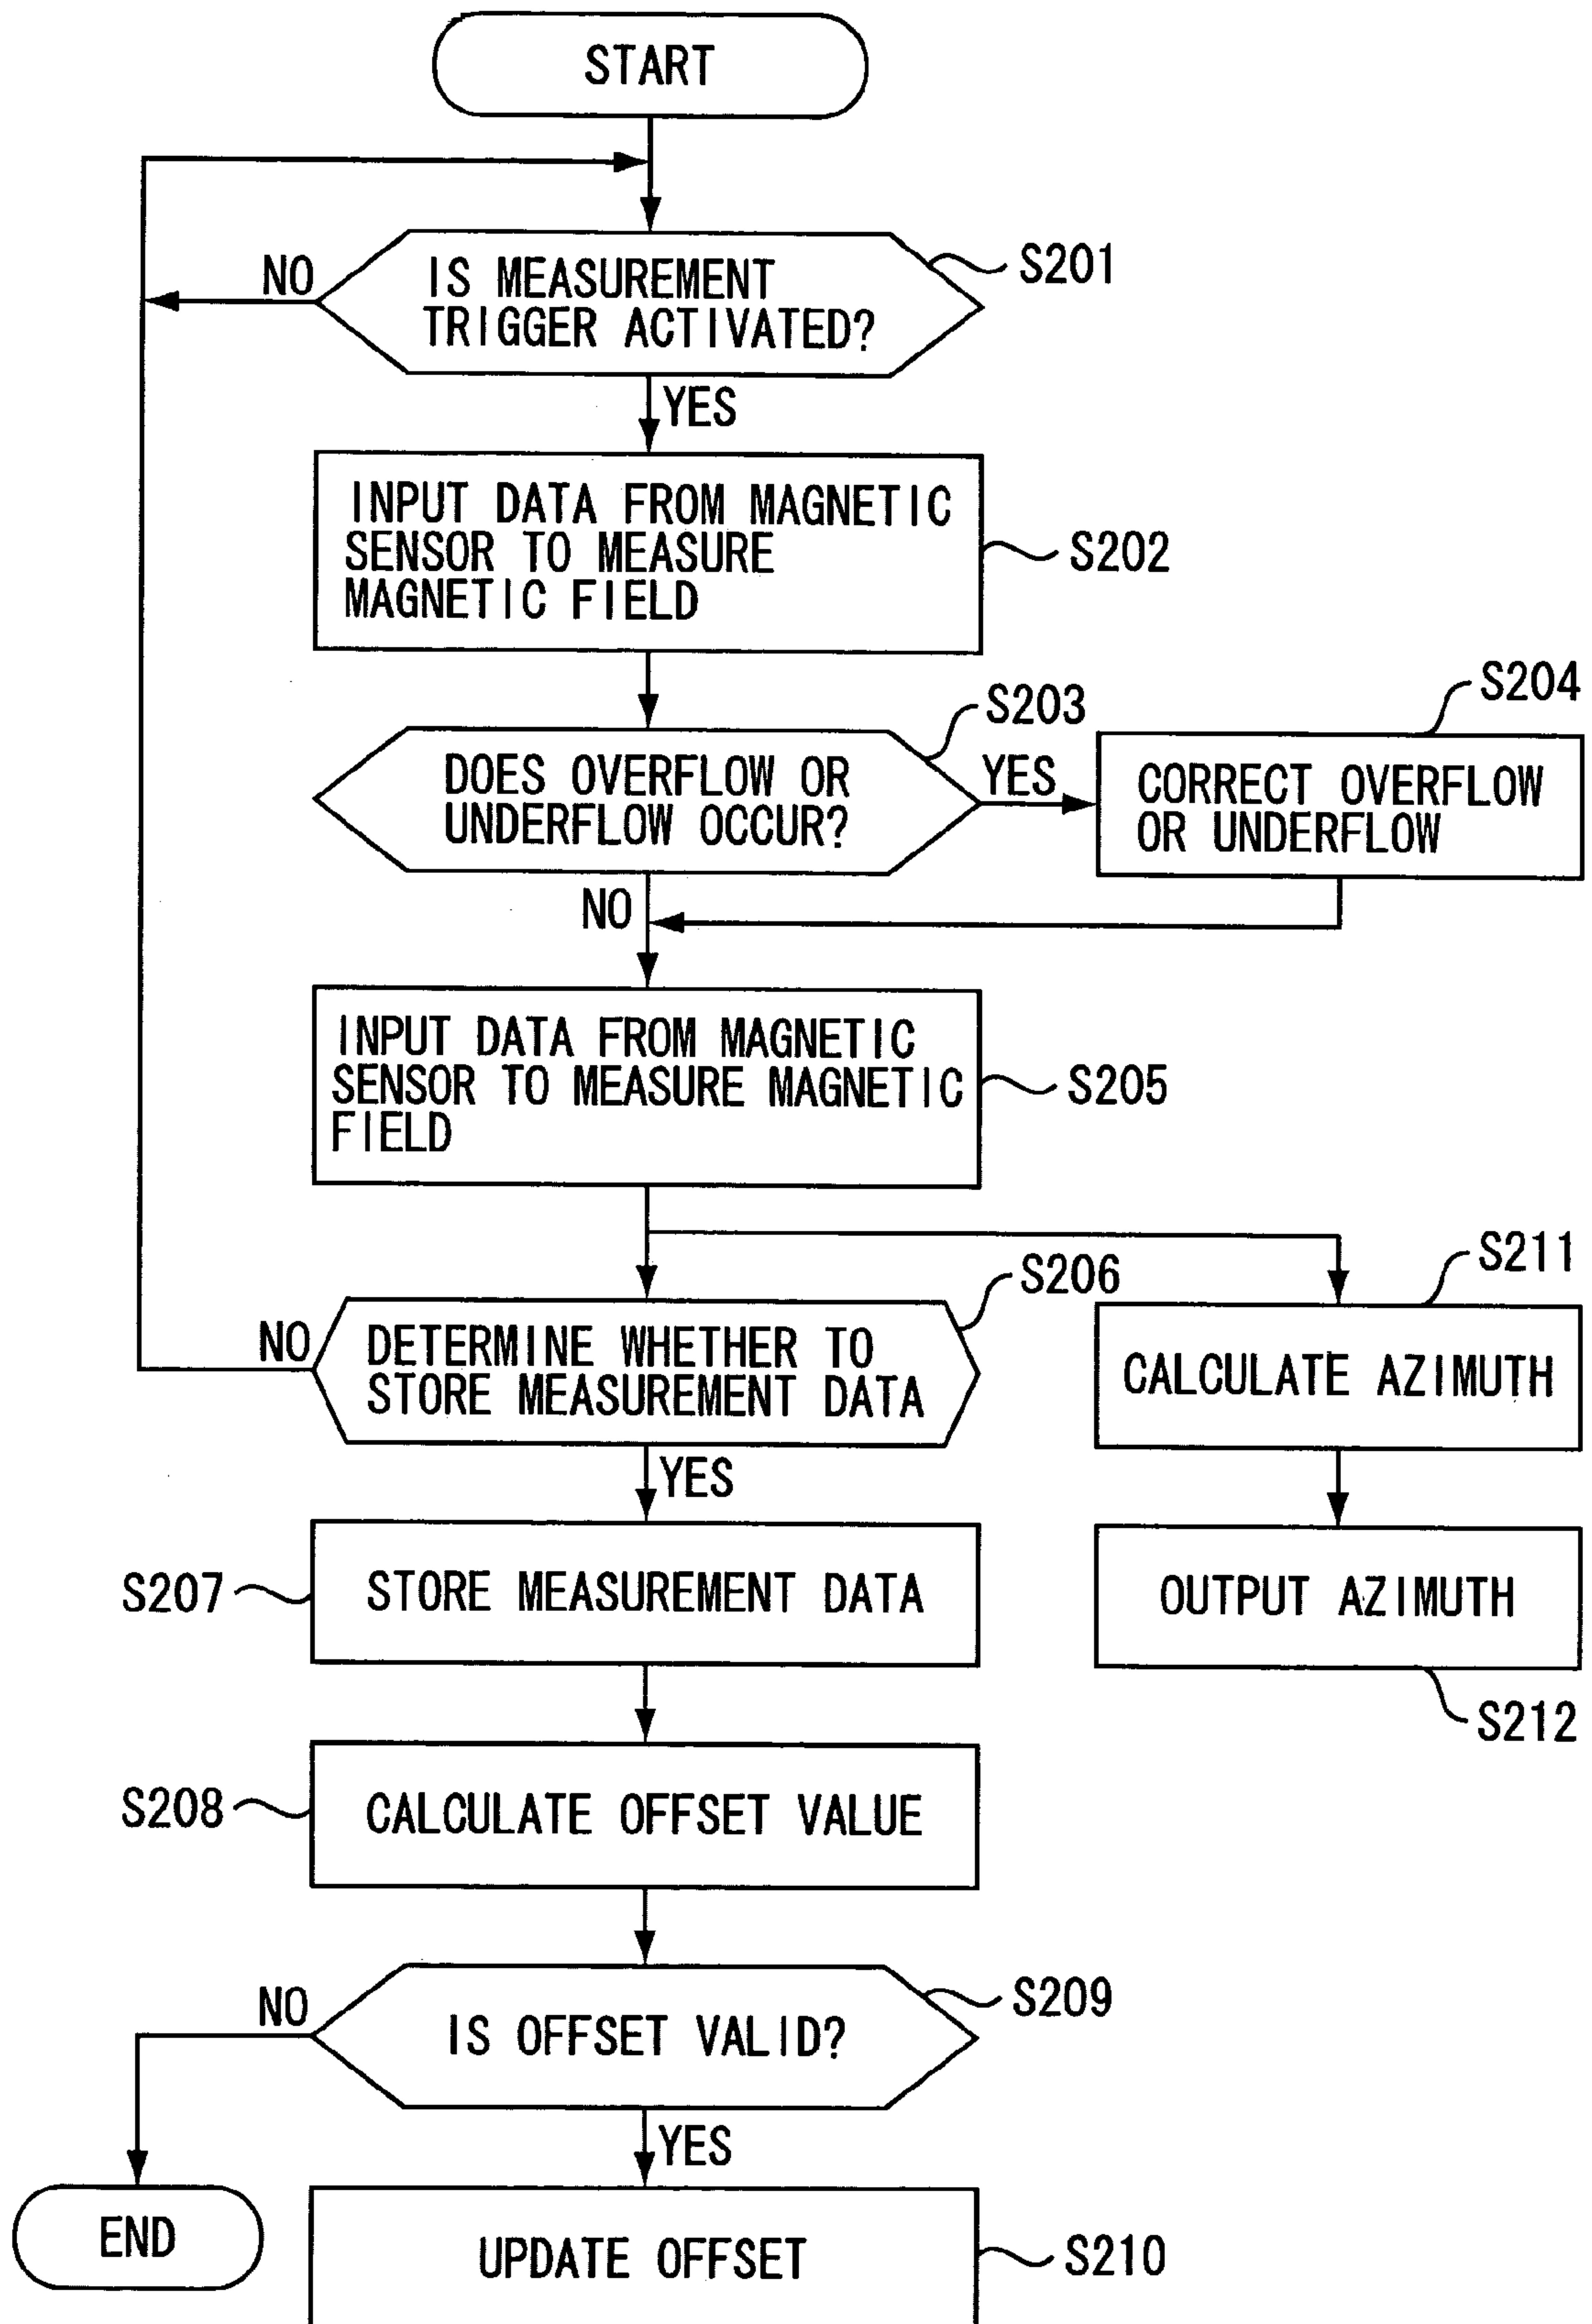 START
NO
IS MEASUREMENT
TRIGGER ACTIVATED?
S201
YES
INPUT DATA FROM MAGNETIC
SENSOR TO MEASURE
MAGNETIC FIELD
S202
S203
S204
DOES OVERFLOW OR
UNDERFLOW OCCUR?
YES
CORRECT OVERFLOW
OR UNDERFLOW
NO
INPUT DATA FROM MAGNETIC
SENSOR TO MEASURE MAGNETIC
FIELD
S205
S206
S211
NO
DETERMINE WHETHER TO
STORE MEASUREMENT DATA
CALCULATE AZIMUTH
YES
S207
STORE MEASUREMENT DATA
OUTPUT AZIMUTH
S212
S208
CALCULATE OFFSET VALUE
NO
IS OFFSET VALID?
S209
YES
END
UPDATE OFFSET
S210